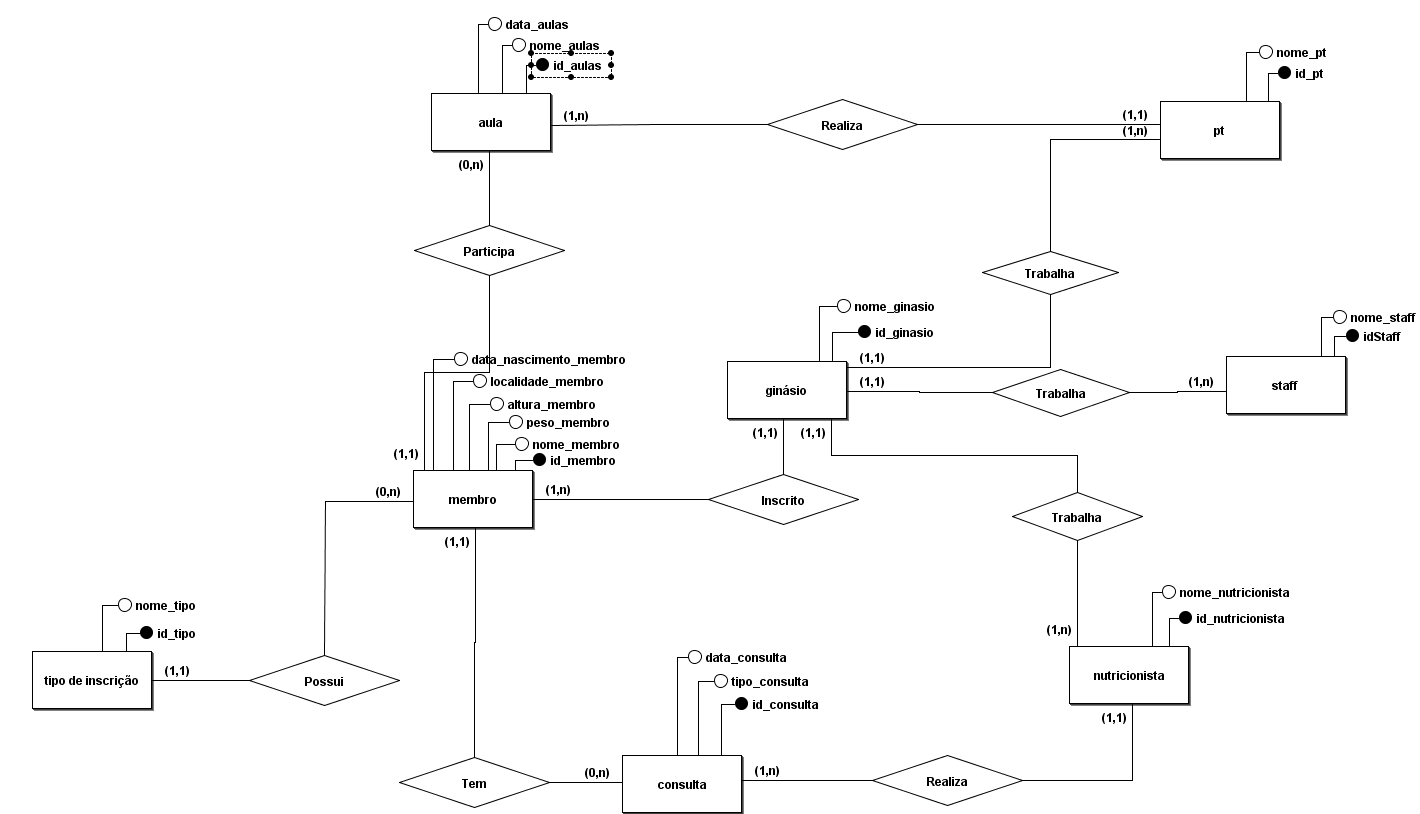 data_aulas
nome_aulas
id_aulas
aula
(1,n)
Realiza
(1,1)
(1,n)
nome_pt
id_pt
pt
(0,n)
Participa
Trabalha
nome_ginasio
id_ginasio
ginásio
(1,1)
(1,1)
Trabalha
(1,n)
nome_staff
idStaff
staff
data_nascimento_membro
localidade_membro
altura_membro
peso_membro
nome_membro
id_membro
(1,1)
(0,n)
membro
(1,n)
Inscrito
(1,1)
(1,1)
Trabalha
(1,1)
nome_tipo
id_tipo
tipo de inscrição
(1,1)
Possui
nome_nutricionista
id_nutricionista
(1,n)
nutricionista
(1,1)
data_consulta
tipo_consulta
id_consulta
Tem
(0,n)
consulta
(1,n)
Realiza